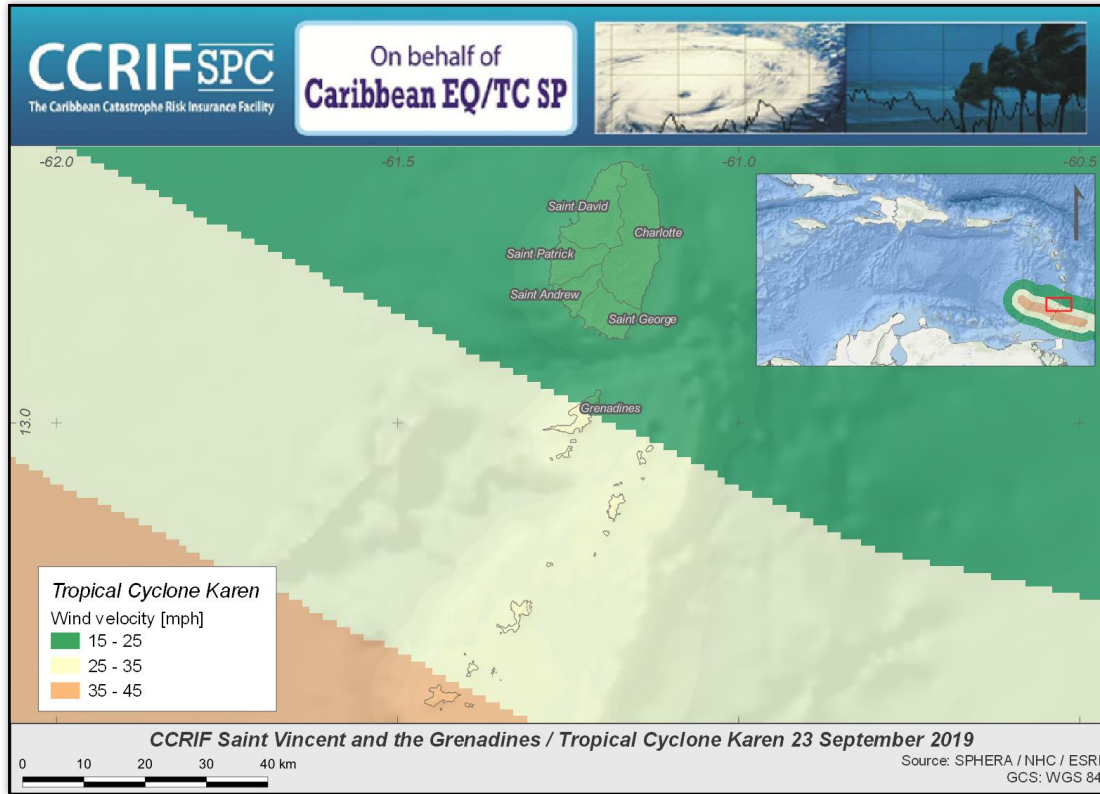 CCRIF SPC
The Caribbean Catastrophe Risk Insurance Facility
On behalf of
Caribbean EQ/TC SP
-62.0
-61.5
-61.0
-60.5
Saint David
Charlotte
Saint Patrick
Saint Andrew
Saint George
Grenadines
13.0
Tropical Cyclone Karen
Wind velocity [mph]
15 - 25
25 - 35
35 - 45
CCRIF Saint Vincent and the Grenadines / Tropical Cyclone Karen 23 September 2019
0 10 20 30 40 km
Source: SPHERA / NHC / ESRI
GCS: WGS 84